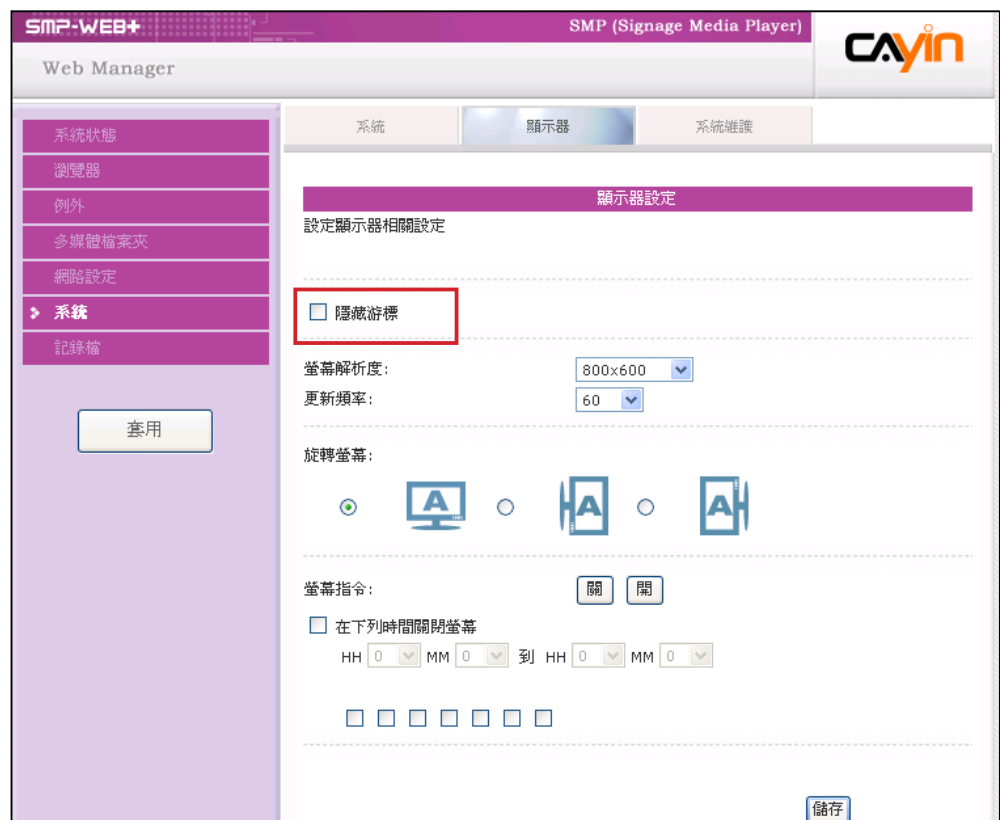 SMP-WEB+
SMP (Signage Media Player)
CAyin
Web Manager
系統狀態
瀏覽器
例外
多媒體檔案夾
網路設定
系統
記錄檔
套用
系統
顯示器
系統維護
顯示器設定
設定顯示器相關設定
隱藏游標
螢幕解析度:
800x600
更新頻率:
60
旋轉螢幕:
A
A
A
螢幕指令:
關
開
在下列時間關閉螢幕
HH 0 MM 0 到 HH 0 MM 0
儲存